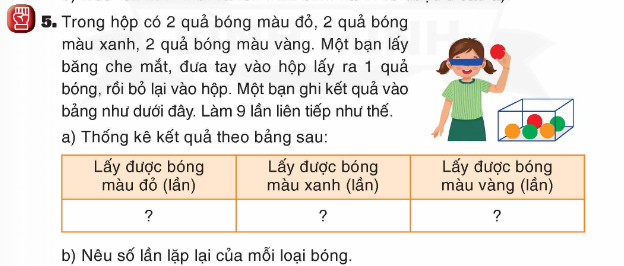 5. Trong hộp có 2 quả bóng màu đỏ, 2 quả bóng
màu xanh, 2 quả bóng màu vàng. Một bạn lấy
băng che mắt, đưa tay vào hộp lấy ra 1 quả
bóng, rồi bỏ lại vào hộp. Một bạn ghi kết quả vào
bảng như dưới đây. Làm 9 lần liên tiếp như thế.
a) Thống kê kết quả theo bảng sau:
Lấy được bóng màu đỏ (lần)
Lấy được bóng màu xanh (lần)
Lấy được bóng màu vàng (lần)
?
?
?
b) Nêu số lần lặp lại của mỗi loại bóng.